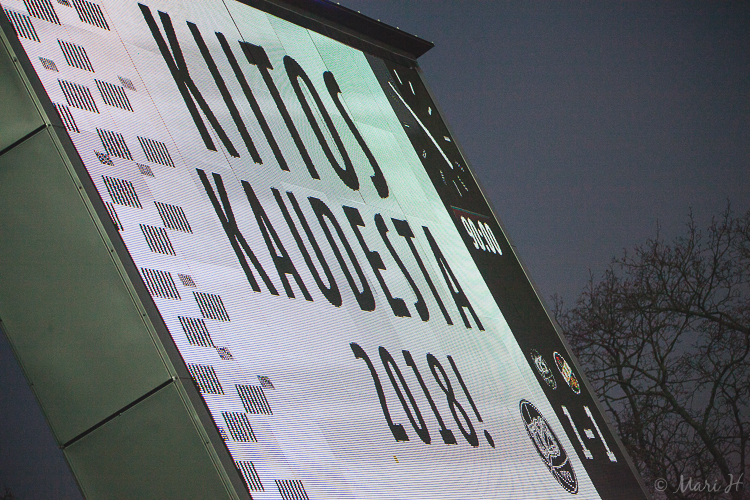 KIITOS
KAUDESTA
2018!
90:00
1-1
© Mari H